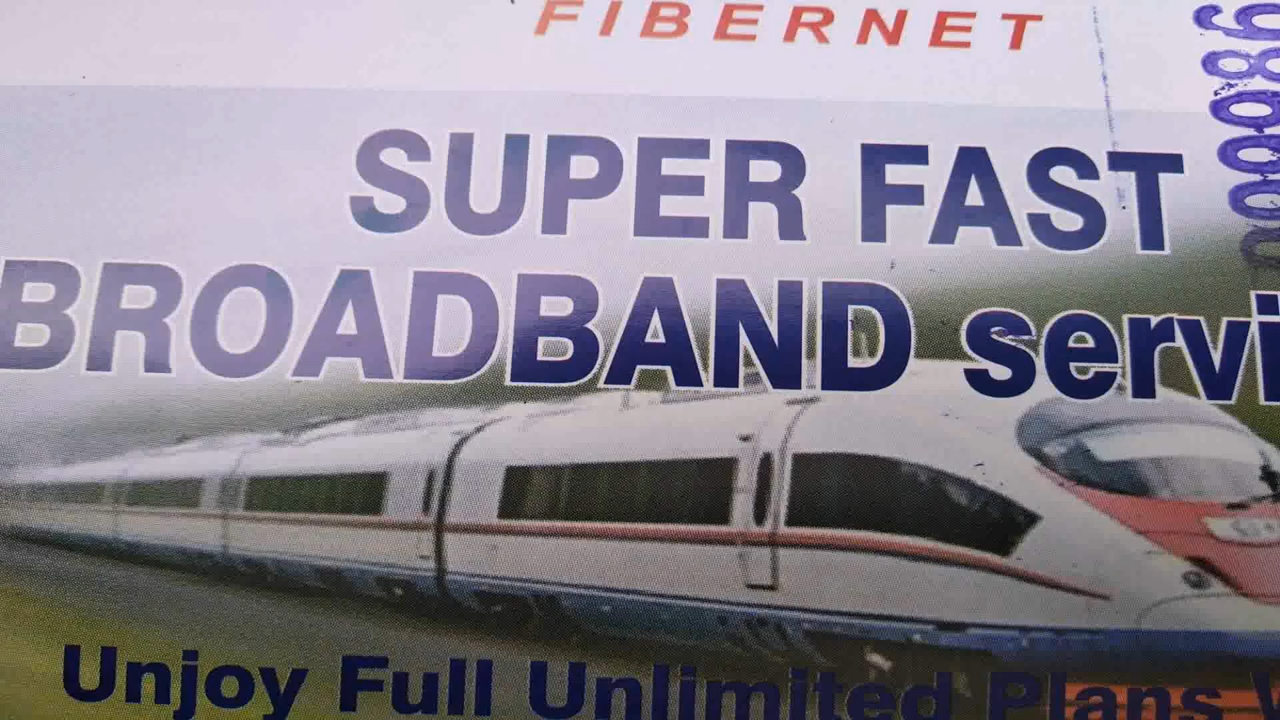 FIBERNET
SUPER FAST
BROADBAND servi
Unjoy Full Unlimited Plans